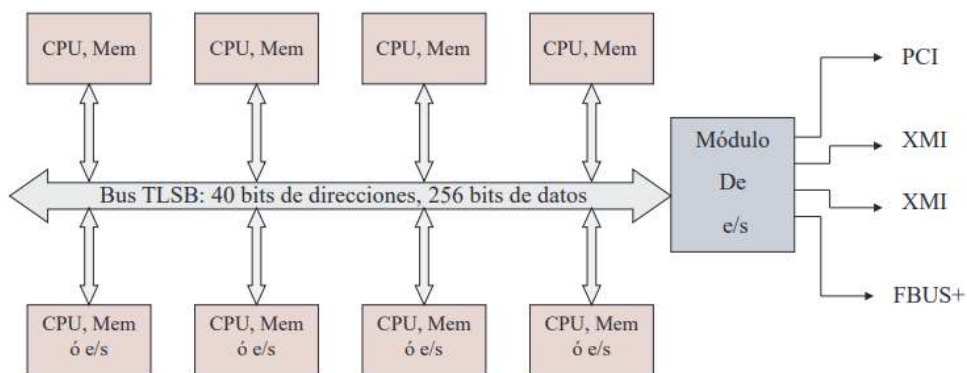 CPU, Mem
CPU, Mem
CPU, Mem
CPU, Mem
PCI
Módulo
De
e/s
XMI
XMI
FBUS+
Bus TLSB: 40 bits de direcciones, 256 bits de datos
CPU, Mem
ó e/s
CPU, Mem
ó e/s
CPU, Mem
ó e/s
CPU, Mem
ó e/s